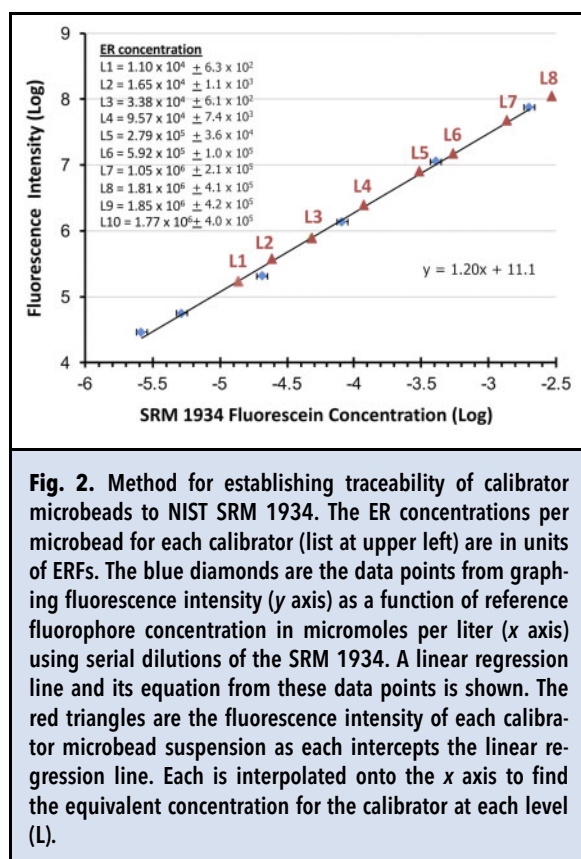 9
8
7
6
5
4
Fluorescence Intensity (Log)
ER concentration
L1 = 1.10 x 10⁴ ± 6.3 x 10²
L2 = 1.65 x 10⁴ ± 1.1 x 10³
L3 = 3.38 x 10⁴ ± 6.1 x 10²
L4 = 9.57 x 10⁴ ± 7.4 x 10³
L5 = 2.79 x 10⁵ ± 3.6 x 10⁴
L6 = 5.92 x 10⁵ ± 1.0 x 10⁵
L7 = 1.05 x 10⁶ ± 2.1 x 10⁵
L8 = 1.81 x 10⁶ ± 4.1 x 10⁵
L9 = 1.85 x 10⁶ ± 4.2 x 10⁵
L10 = 1.77 x 10⁶ ± 4.0 x 10⁵
L1
L2
L3
L4
L5
L6
L7
L8
y = 1.20x + 11.1
-6 -5.5 -5 -4.5 -4 -3.5 -3 -2.5
SRM 1934 Fluorescein Concentration (Log)
Fig. 2. Method for establishing traceability of calibrator
microbeads to NIST SRM 1934. The ER concentrations per
microbead for each calibrator (list at upper left) are in units
of ERFs. The blue diamonds are the data points from graph-
ing fluorescence intensity (y axis) as a function of reference
fluorophore concentration in micromoles per liter (x axis)
using serial dilutions of the SRM 1934. A linear regression
line and its equation from these data points is shown. The
red triangles are the fluorescence intensity of each calibra-
tor microbead suspension as each intercepts the linear re-
gression line. Each is interpolated onto the x axis to find
the equivalent concentration for the calibrator at each level
(L).